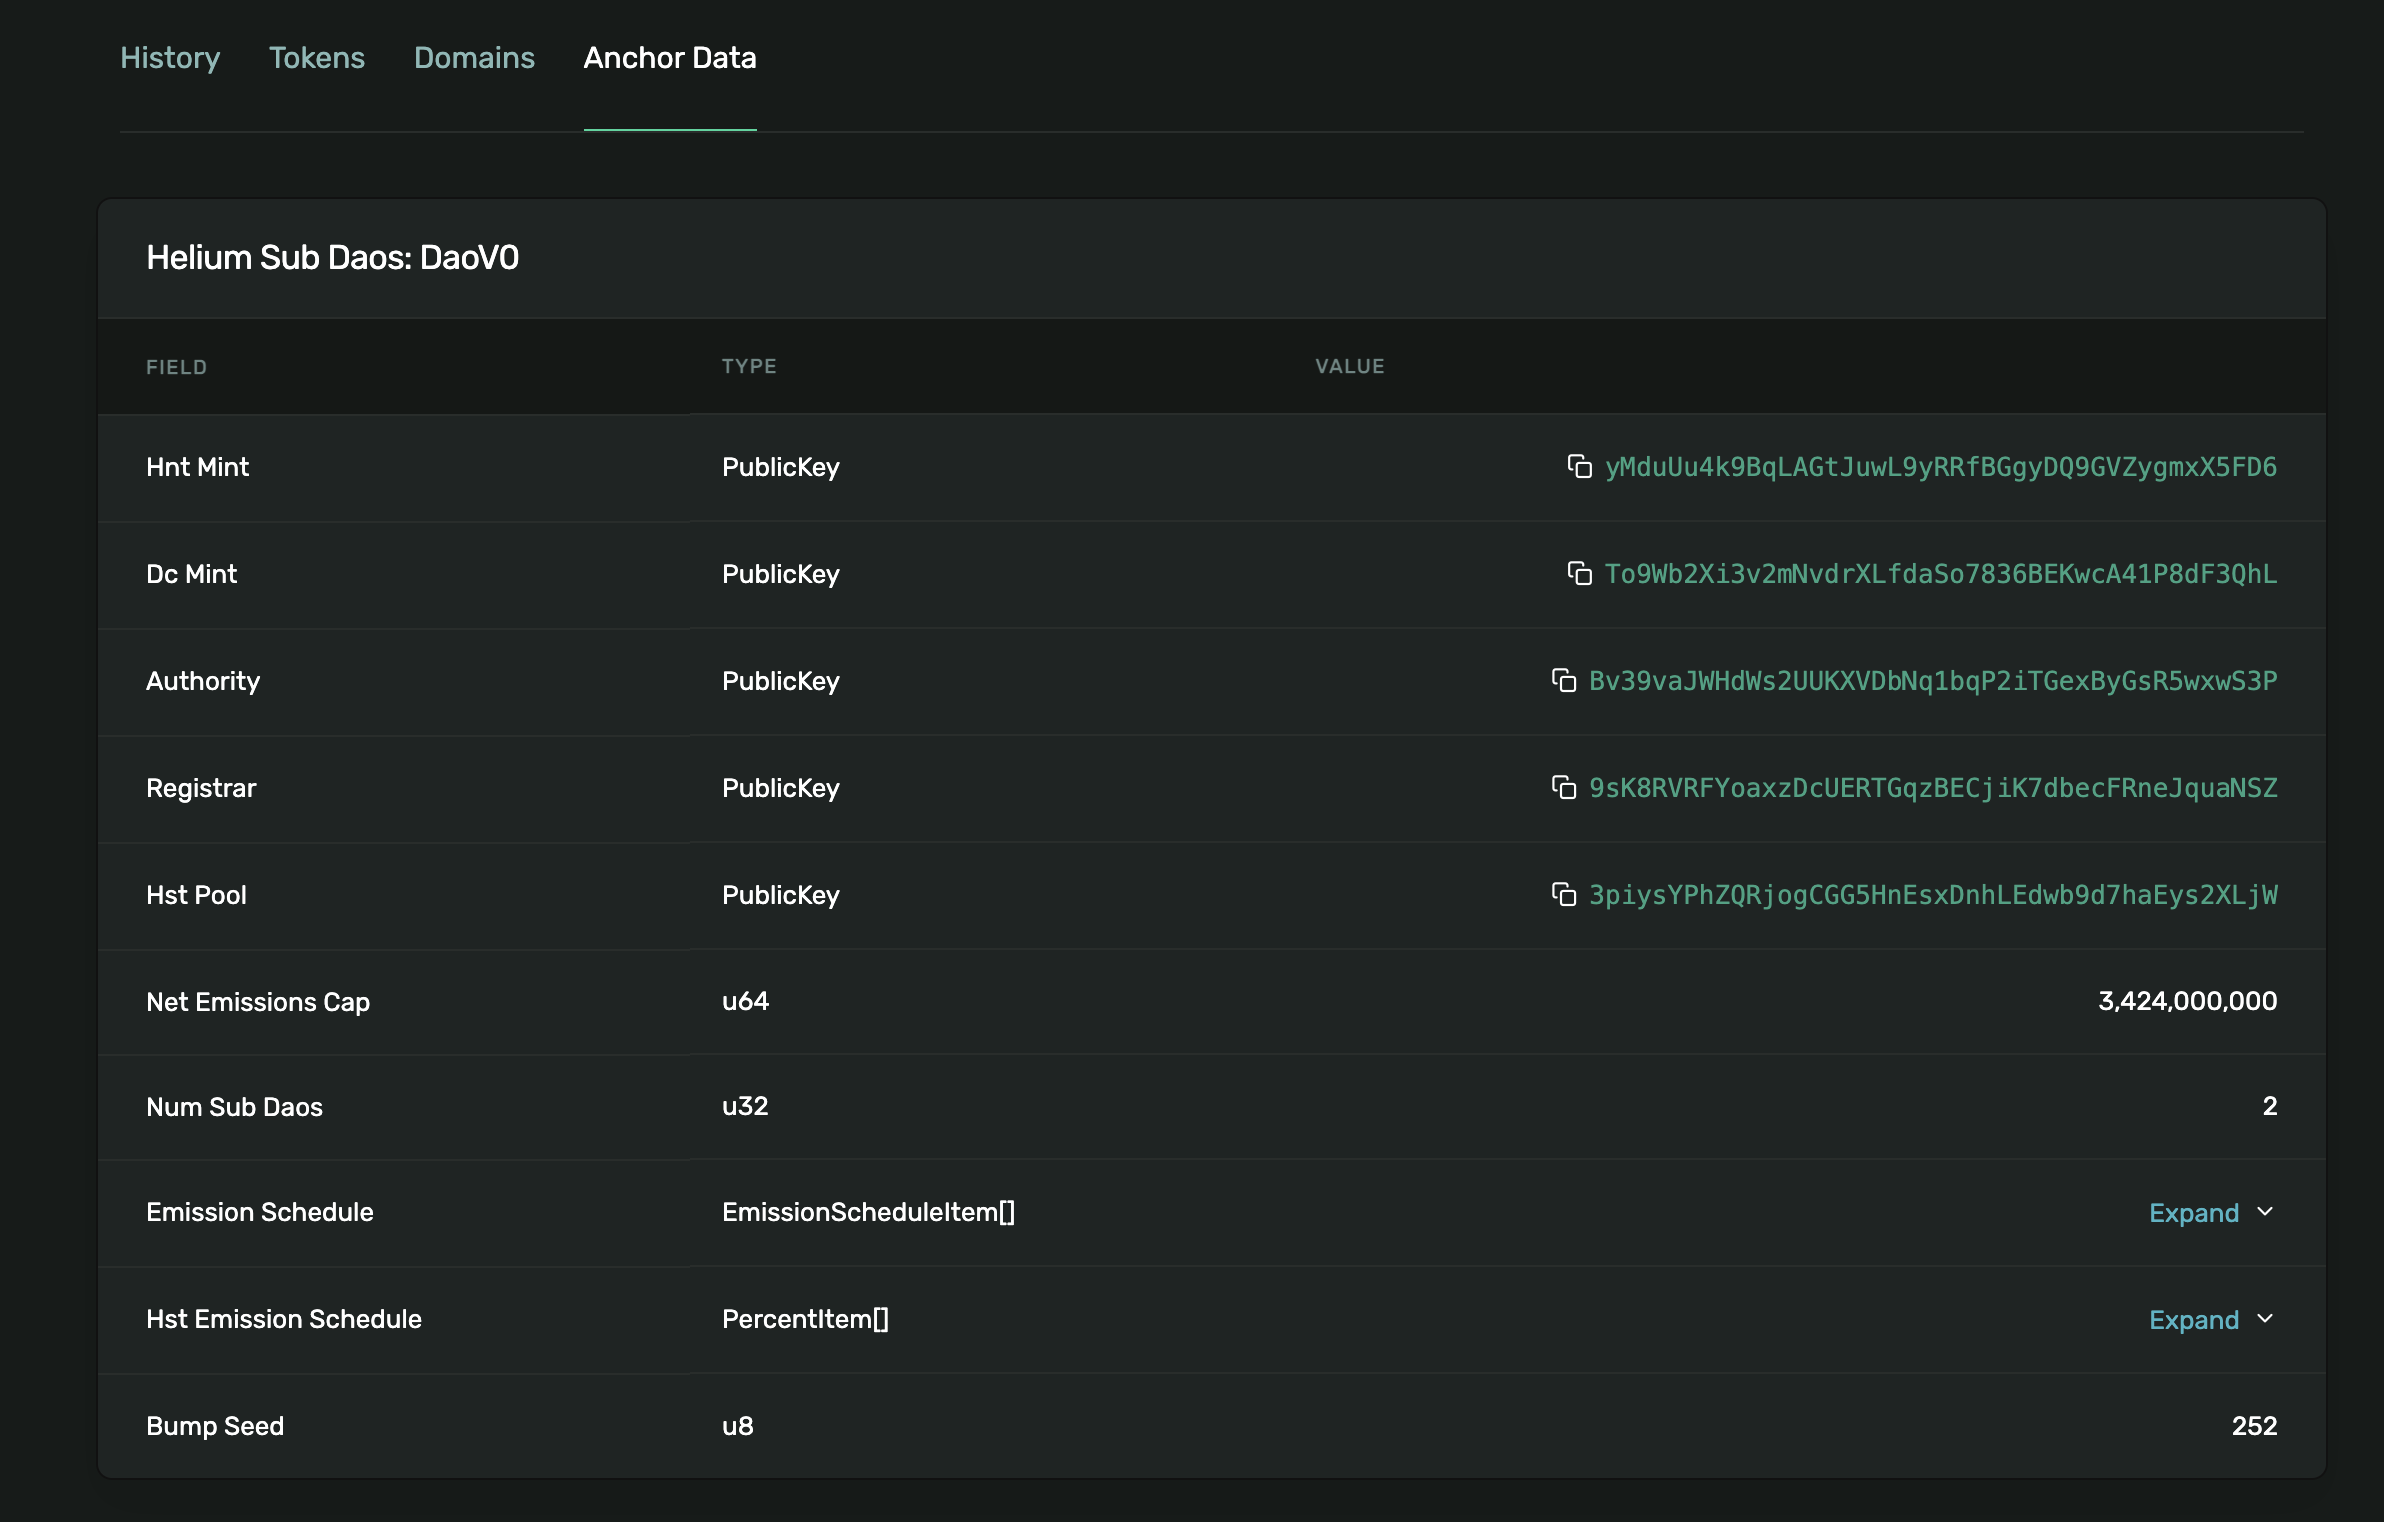 History Tokens Domains Anchor Data
Helium Sub Daos: DaoV0
FIELD TYPE VALUE
Hnt Mint PublicKey yMduUu4k9BqLAGtJuwL9yRRfBGgyDQ9GVZygmxX5FD6
Dc Mint PublicKey To9Wb2Xi3v2mNvdrXLfdaSo7836BEKwcA41P8dF3QhL
Authority PublicKey Bv39vaJWHdWs2UUKXVDbNq1bqP2iTGexByGsR5wxwS3P
Registrar PublicKey 9sK8RVRFYoaxzDcUERTGqzBECjiK7dbecFRneJquaNSZ
Hst Pool PublicKey 3piysYPhZQRjogCGG5HnEsxDnhLEdwb9d7haEys2XLjW
Net Emissions Cap u64 3,424,000,000
Num Sub Daos u32 2
Emission Schedule EmissionScheduleItem[] Expand
Hst Emission Schedule PercentItem[] Expand
Bump Seed u8 252